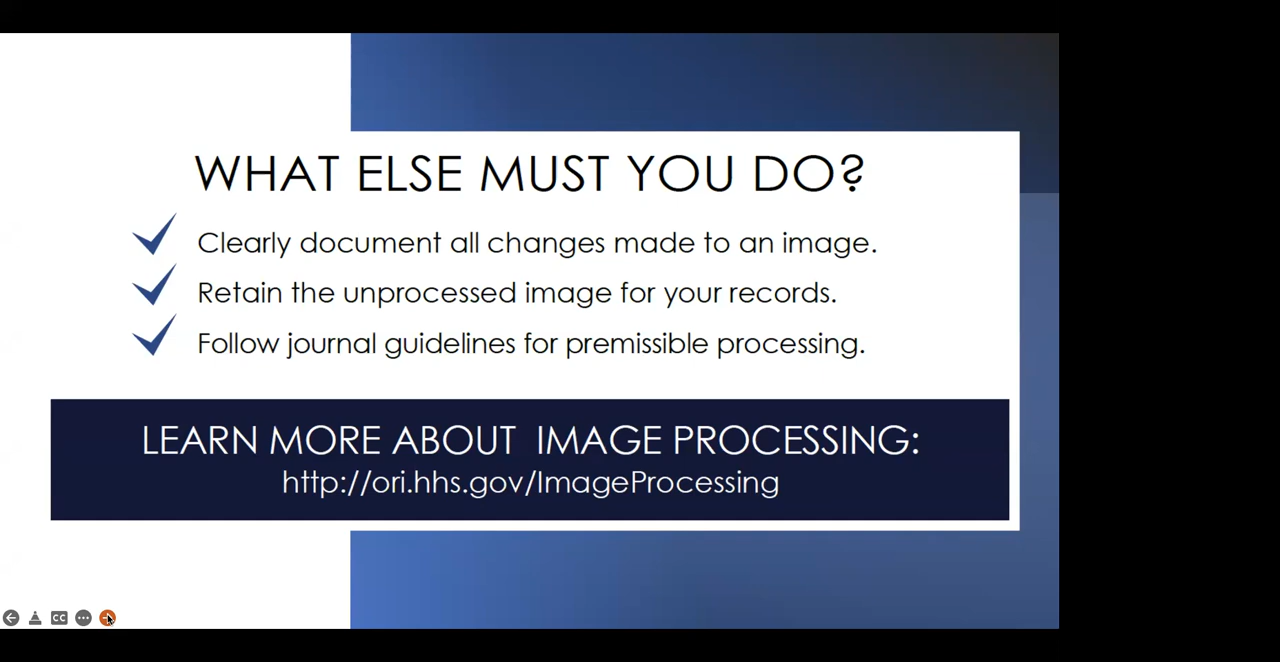 WHAT ELSE MUST YOU DO?
Clearly document all changes made to an image.
Retain the unprocessed image for your records.
Follow journal guidelines for premissible processing.
LEARN MORE ABOUT IMAGE PROCESSING:
http://ori.hhs.gov/ImageProcessing
CC